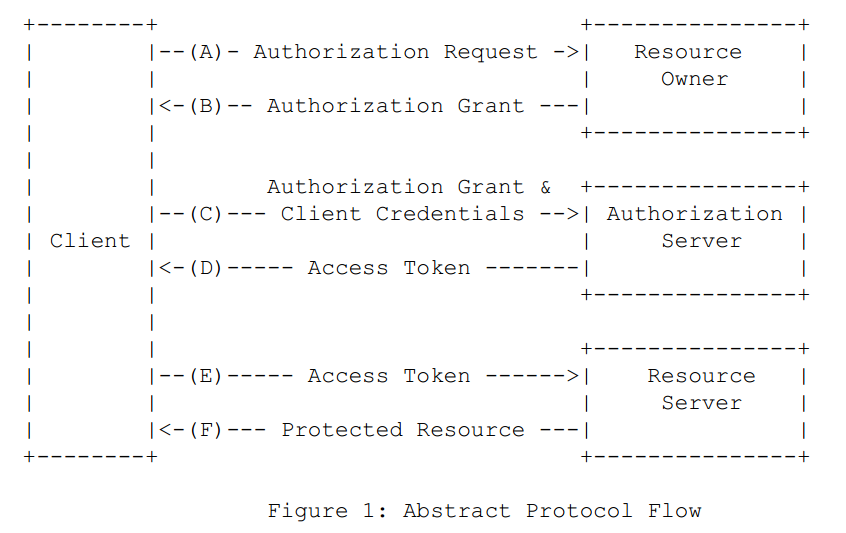 +--------+                               +---------------+
|        |--(A)- Authorization Request ->|   Resource    |
|        |                               |     Owner     |
|        |<-(B)-- Authorization Grant ---|               |
|        |                               +---------------+
|        |
|        |        Authorization Grant &  +---------------+
|        |--(C)--- Client Credentials -->| Authorization |
| Client |                               |     Server    |
|        |<-(D)----- Access Token -------|               |
|        |                               +---------------+
|        |
|        |                               +---------------+
|        |--(E)----- Access Token ------>|    Resource   |
|        |                               |     Server    |
|        |<-(F)--- Protected Resource ---|               |
+--------+                               +---------------+
Figure 1: Abstract Protocol Flow